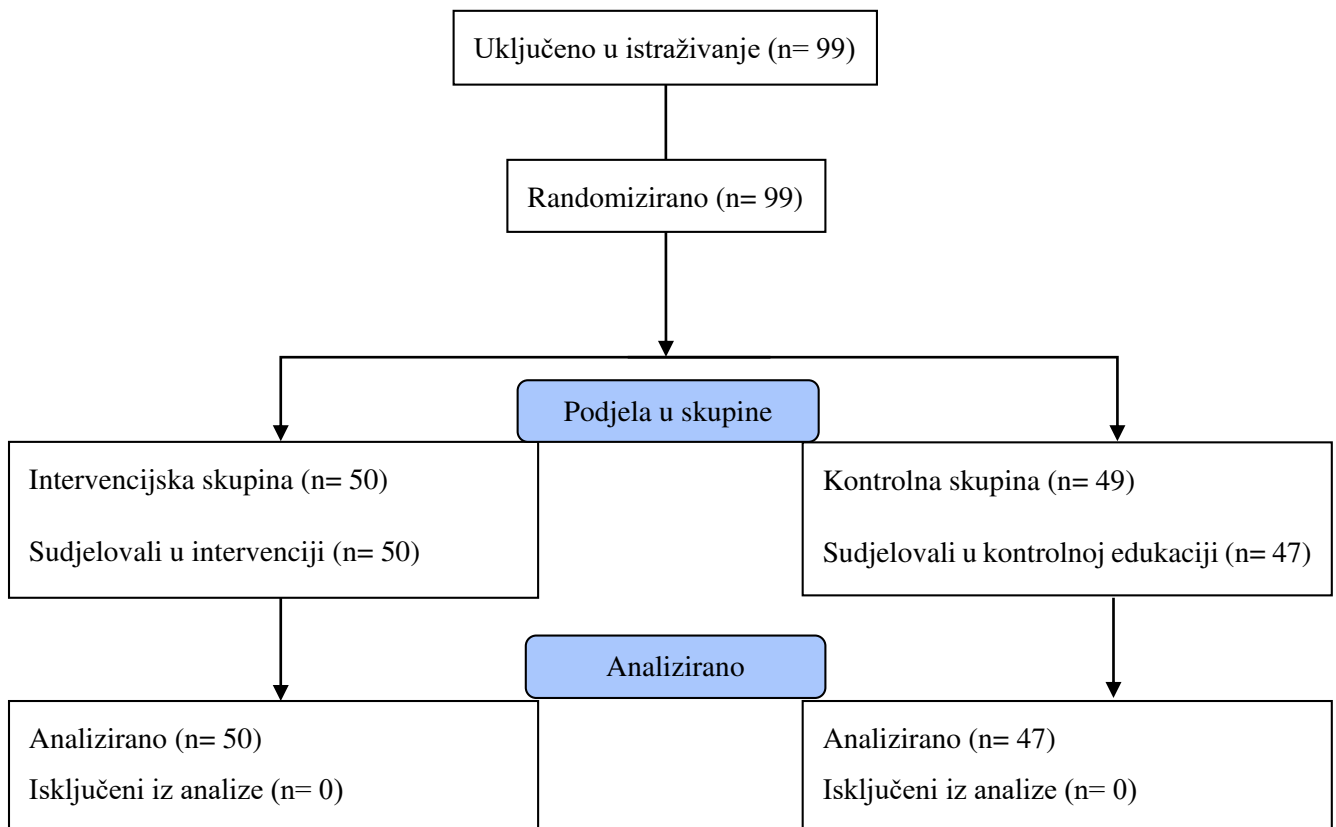 Uključeno u istraživanje (n= 99)
Randomizirano (n= 99)
Podjela u skupine
Intervencijska skupina (n= 50)
Sudjelovali u intervenciji (n= 50)
Kontrolna skupina (n= 49)
Sudjelovali u kontrolnoj edukaciji (n= 47)
Analizirano
Analizirano (n= 50)
Isključeni iz analize (n= 0)
Analizirano (n= 47)
Isključeni iz analize (n= 0)